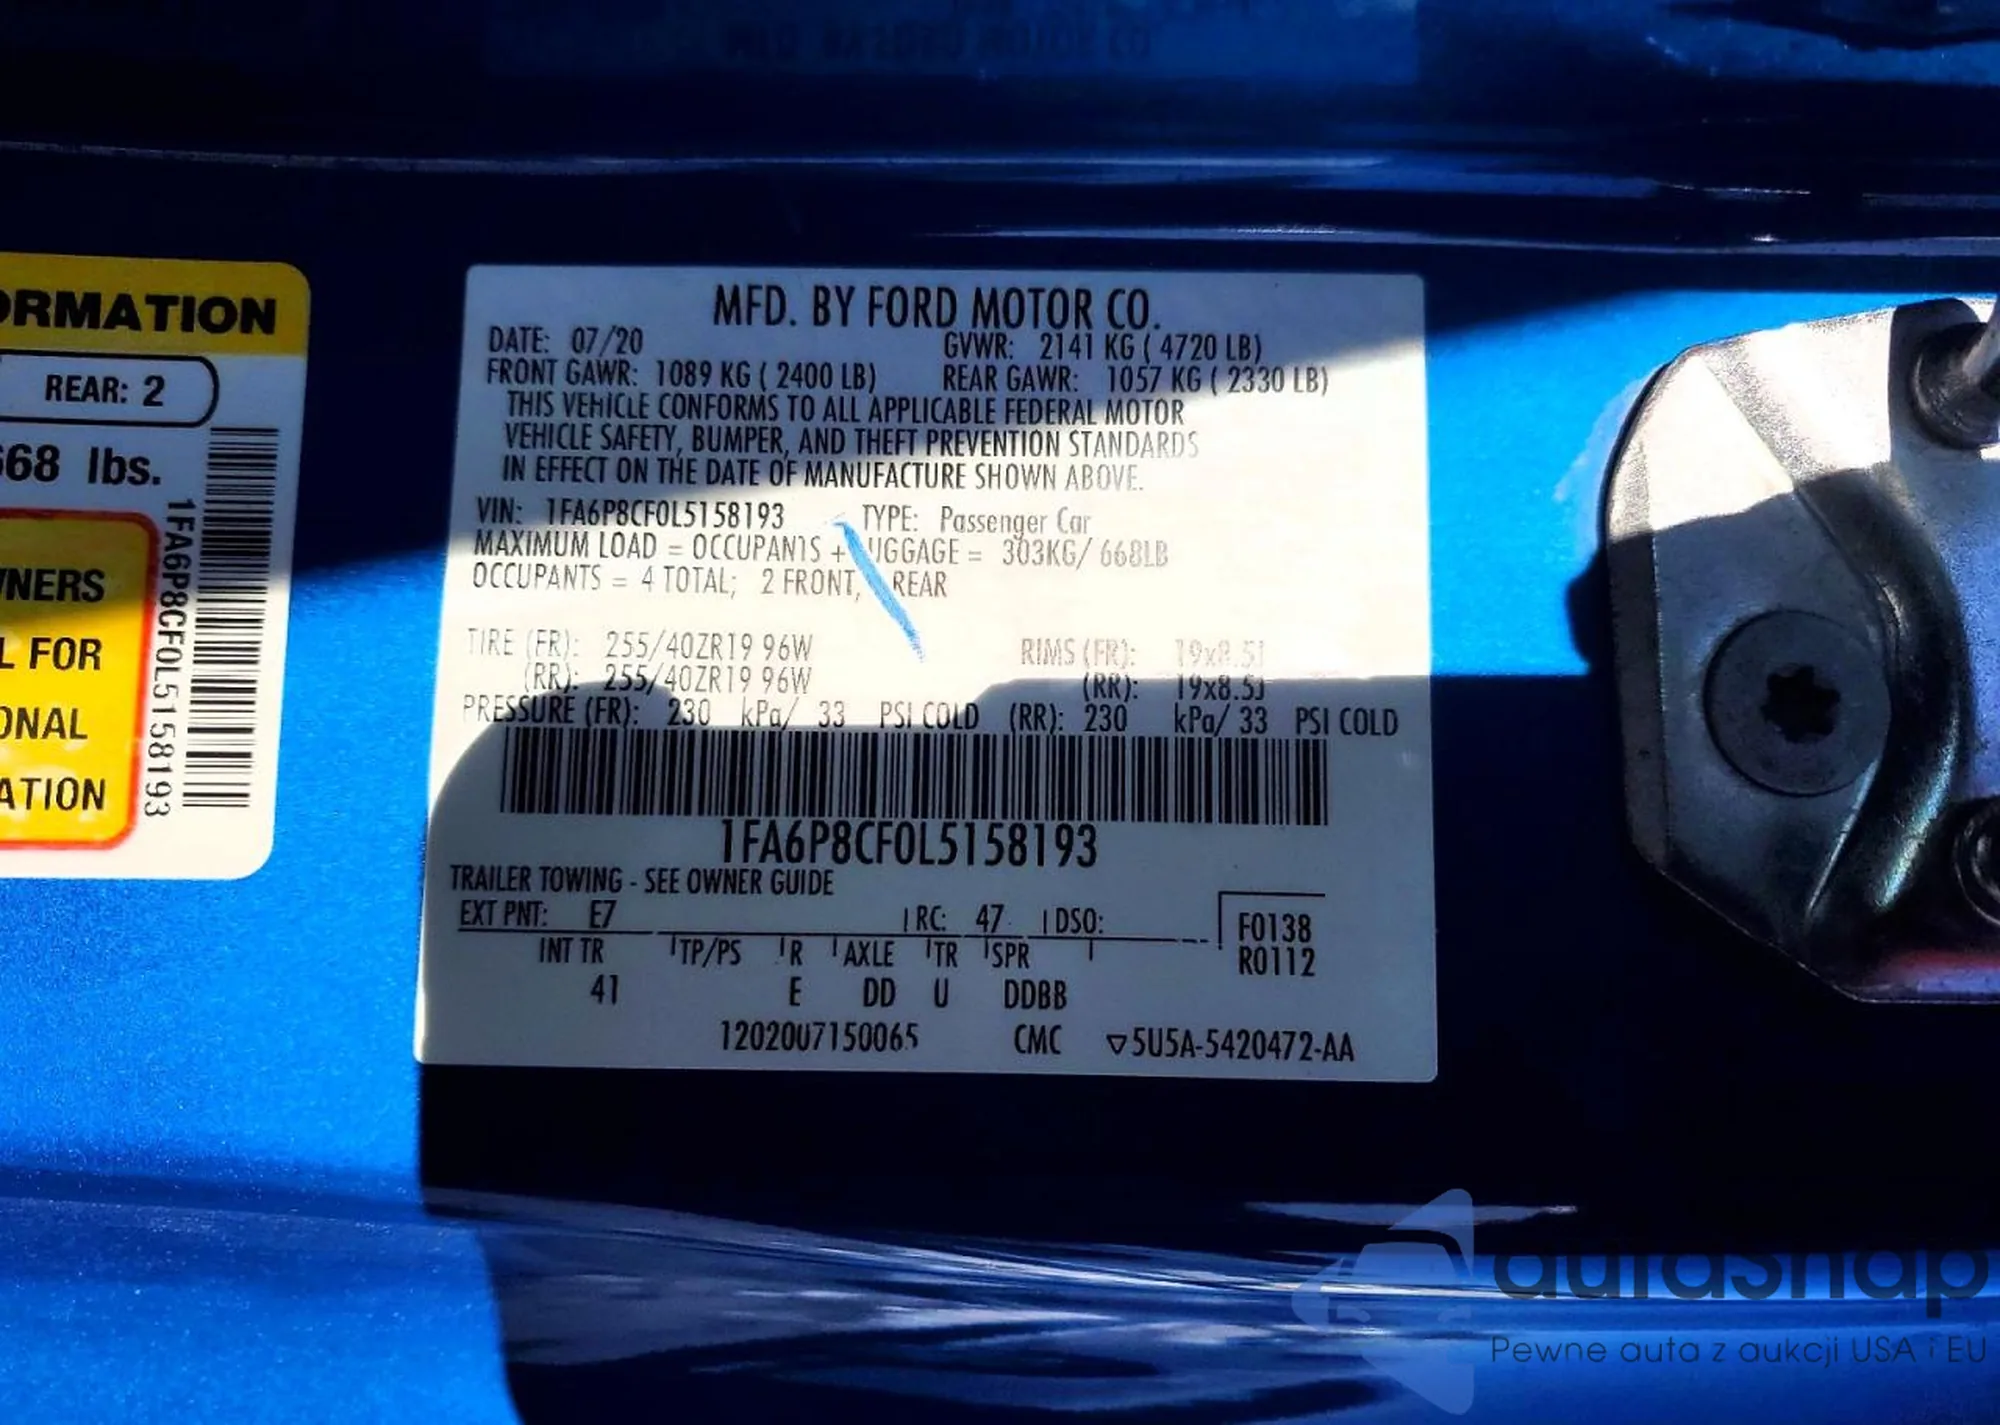 ORMATION
REAR: 2
668 lbs.
WNERS
L FOR
ONAL
ATION
1FA6P8CF0L5158193
MFD. BY FORD MOTOR CO.
DATE: 07/20 GVWR: 2141 KG ( 4720 LB)
FRONT GAWR: 1089 KG ( 2400 LB) REAR GAWR: 1057 KG ( 2330 LB)
THIS VEHICLE CONFORMS TO ALL APPLICABLE FEDERAL MOTOR
VEHICLE SAFETY, BUMPER, AND THEFT PREVENTION STANDARDS
IN EFFECT ON THE DATE OF MANUFACTURE SHOWN ABOVE.
VIN: 1FA6P8CF0L5158193 TYPE: Passenger Car
MAXIMUM LOAD = OCCUPANTS + LUGGAGE = 303KG/ 668LB
OCCUPANTS = 4 TOTAL; 2 FRONT, REAR
TIRE (FR): 255/40ZR19 96W RIMS (FR): 19x8.5J
(RR): 255/40ZR19 96W (RR): 19x8.5J
PRESSURE (FR): 230 kPa/ 33 PSI COLD (RR): 230 kPa/ 33 PSI COLD
1FA6P8CF0L5158193
TRAILER TOWING - SEE OWNER GUIDE
EXT PNT: E7 RC: 47 DSO: F0138
R0112
INT TR TP/PS R AXLE TR SPR
41 E DD U DDBB
1202007150065 CMC ▽5U5A-5420472-AA
auraSnap
Pewne auta z aukcji USA i EU